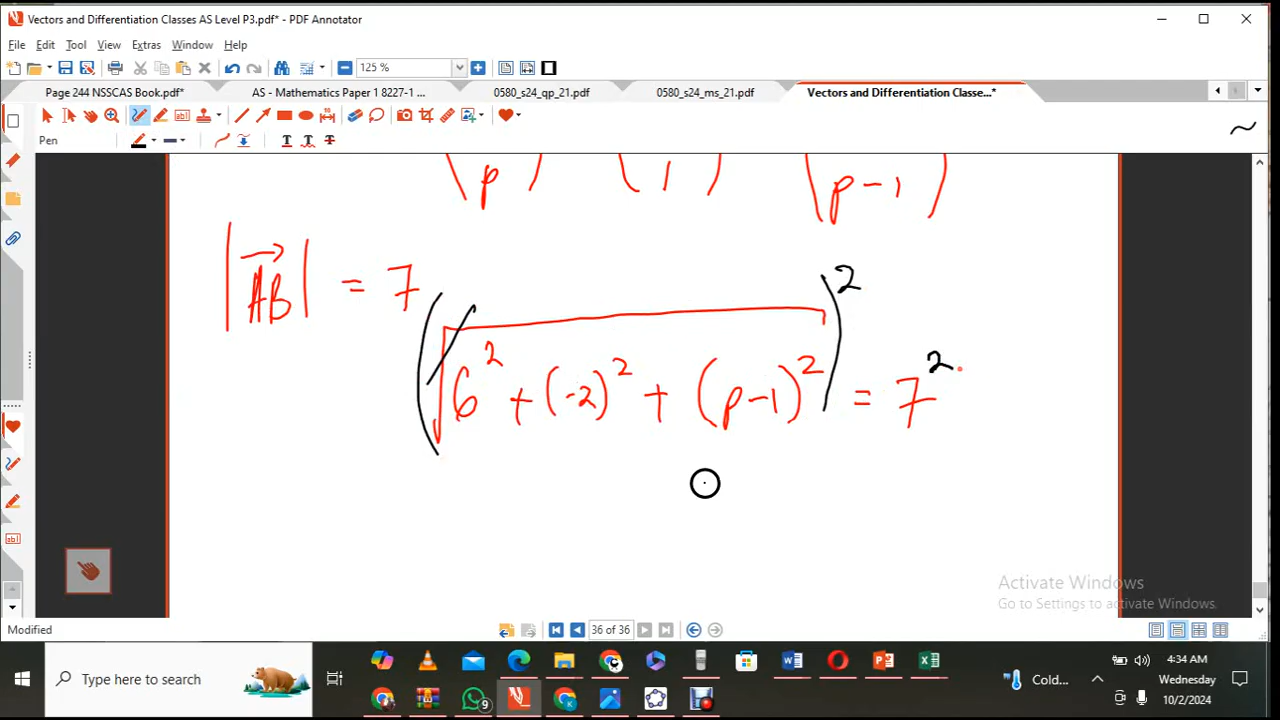 Vectors and Differentiation Classes AS Level P3.pdf* - PDF Annotator
File Edit Tool View Extras Window Help
125 %
Page 244 NSSCAS Book.pdf* AS - Mathematics Paper 1 8227-1 ... 0580_s24_qp_21.pdf 0580_s24_ms_21.pdf Vectors and Differentiation Classe...*
Pen
(p) (1) (p-1)
|AB| = 7
(√6² + (-2)² + (p-1)²)² = 7²
Activate Windows
Go to Settings to activate Windows.
Modified
36 of 36
Type here to search
Cold...
4:34 AM
Wednesday
10/2/2024
9